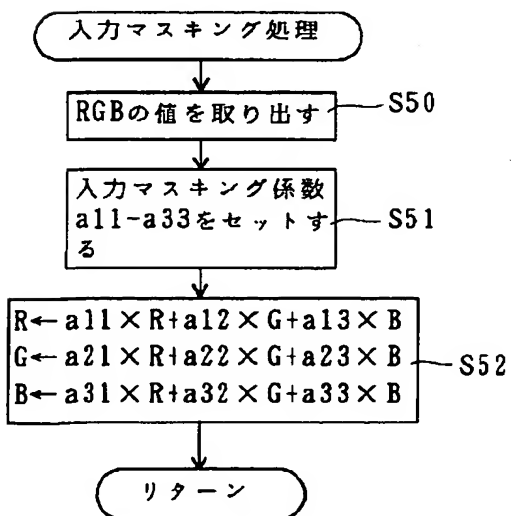 入力マスキング処理
RGBの値を取り出す
S50
入力マスキング係数
a11-a33をセットす
る
S51
R←a11×R+a12×G+a13×B
G←a21×R+a22×G+a23×B
B←a31×R+a32×G+a33×B
S52
リターン